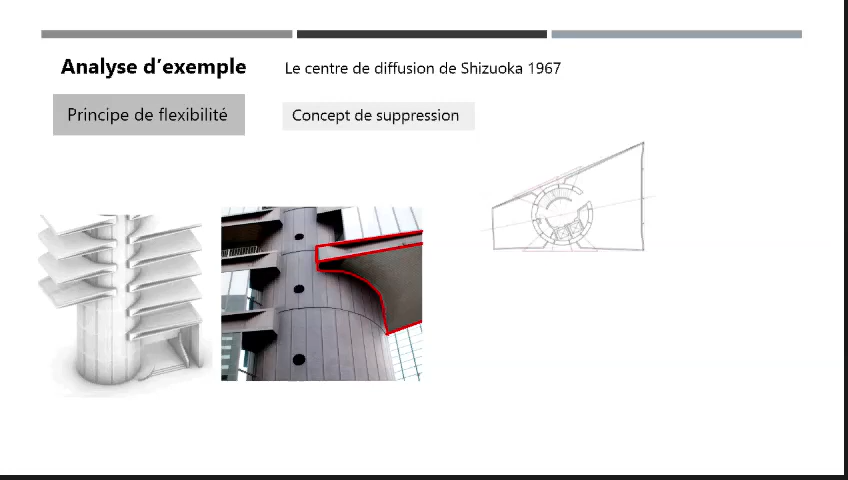 Analyse d’exemple
Le centre de diffusion de Shizuoka 1967
Principe de flexibilité
Concept de suppression